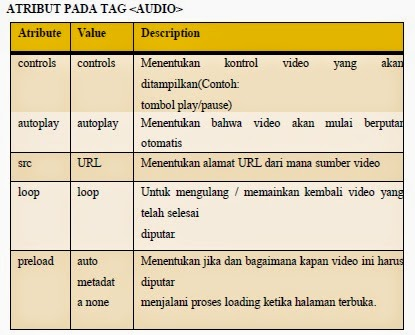 ATRIBUT PADA TAG <AUDIO>
Atribute Value Description
controls controls Menentukan kontrol video yang akan
ditampilkan(Contoh:
tombol play/pause)
autoplay autoplay Menentukan bahwa video akan mulai berputar
otomatis
src URL Menentukan alamat URL dari mana sumber video
loop loop Untuk mengulang / memainkan kembali video yang
telah selesai
diputar.
preload auto Menentukan jika dan bagaimana kapan video ini harus
metadat diputar
a none menjalani proses loading ketika halaman terbuka.